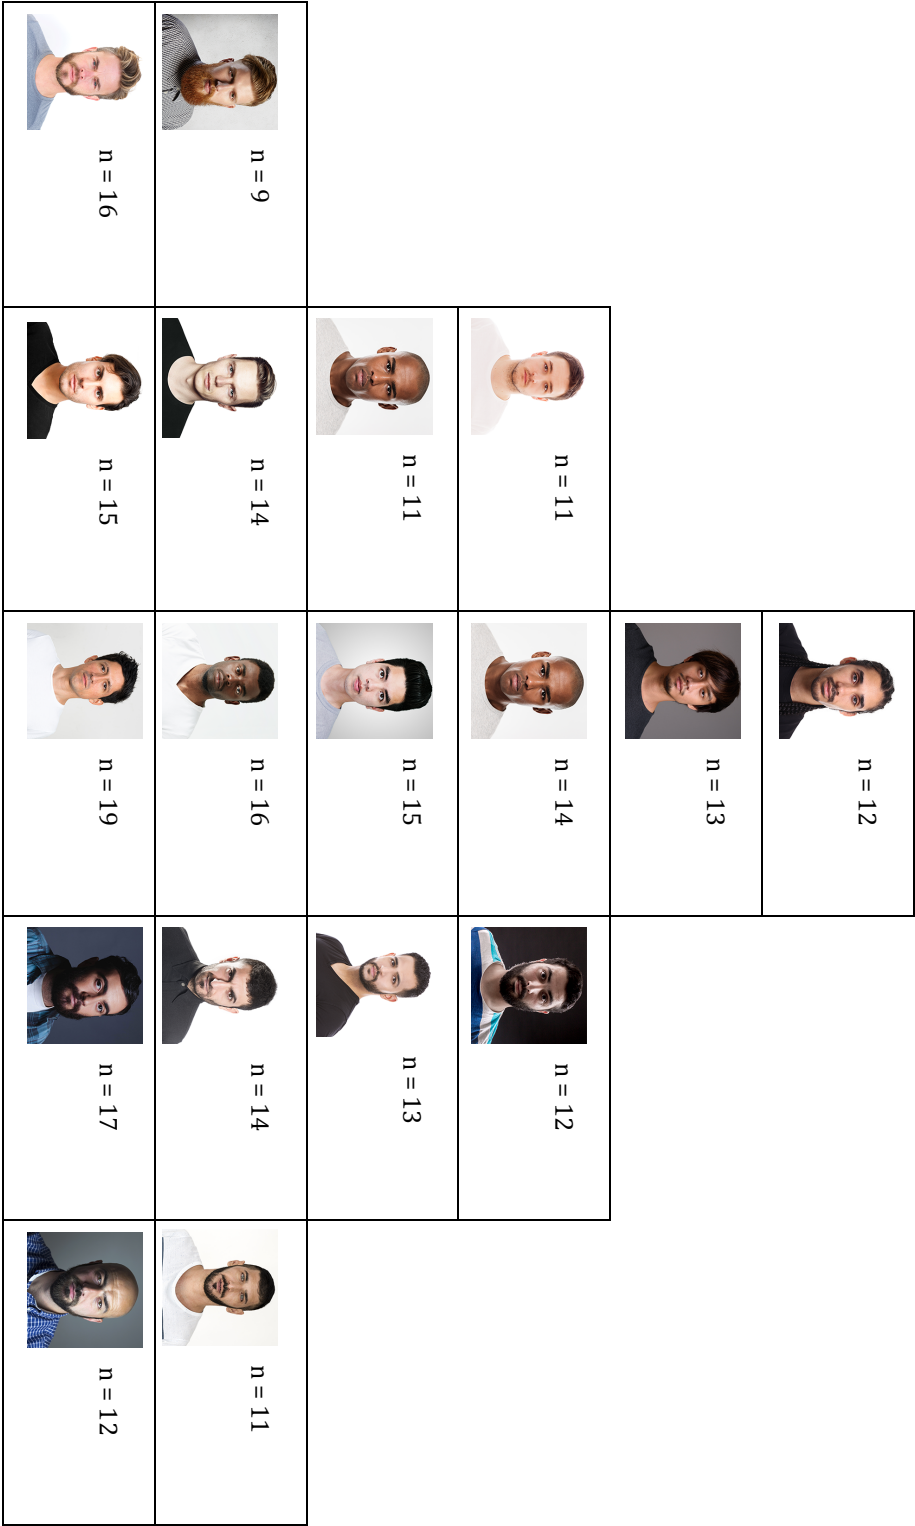 n = 12
n = 13
n = 11
n = 14
n = 12
n = 11
n = 15
n = 13
n = 9
n = 14
n = 16
n = 14
n = 11
n = 16
n = 15
n = 19
n = 17
n = 12